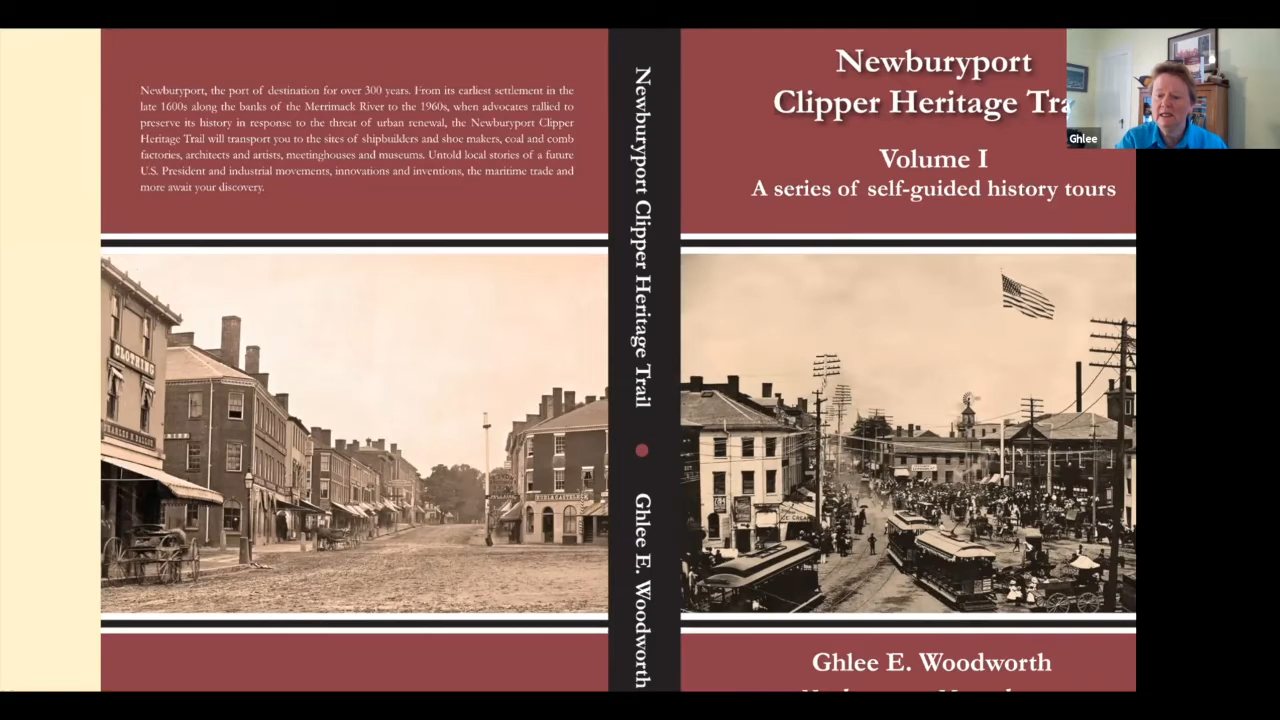 Newburyport, the port of destination for over 300 years. From its earliest settlement in the
late 1600s along the banks of the Merrimack River to the 1960s, when advocates rallied to
preserve its history in response to the threat of urban renewal, the Newburyport Clipper
Heritage Trail will transport you to the sites of shipbuilders and shoe makers, coal and comb
factories, architects and artists, meetinghouses and museums. Untold local stories of a future
U.S. President and industrial movements, innovations and inventions, the maritime trade and
more await your discovery.
CLOTHING
Newburyport Clipper Heritage Trail
Ghlee E. Woodworth
Newburyport
Clipper Heritage Tra
Volume I
A series of self-guided history tours
Ghlee E. Woodworth
Ghlee